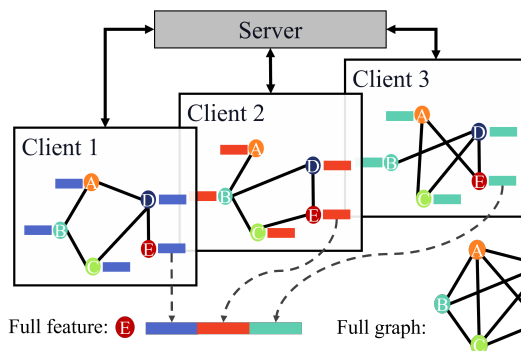 Server
Client 3
Client 2
Client 1
A
D
B
E
C
A
D
B
E
C
A
D
B
C
E
Full feature: E
Full graph:
A
B
C